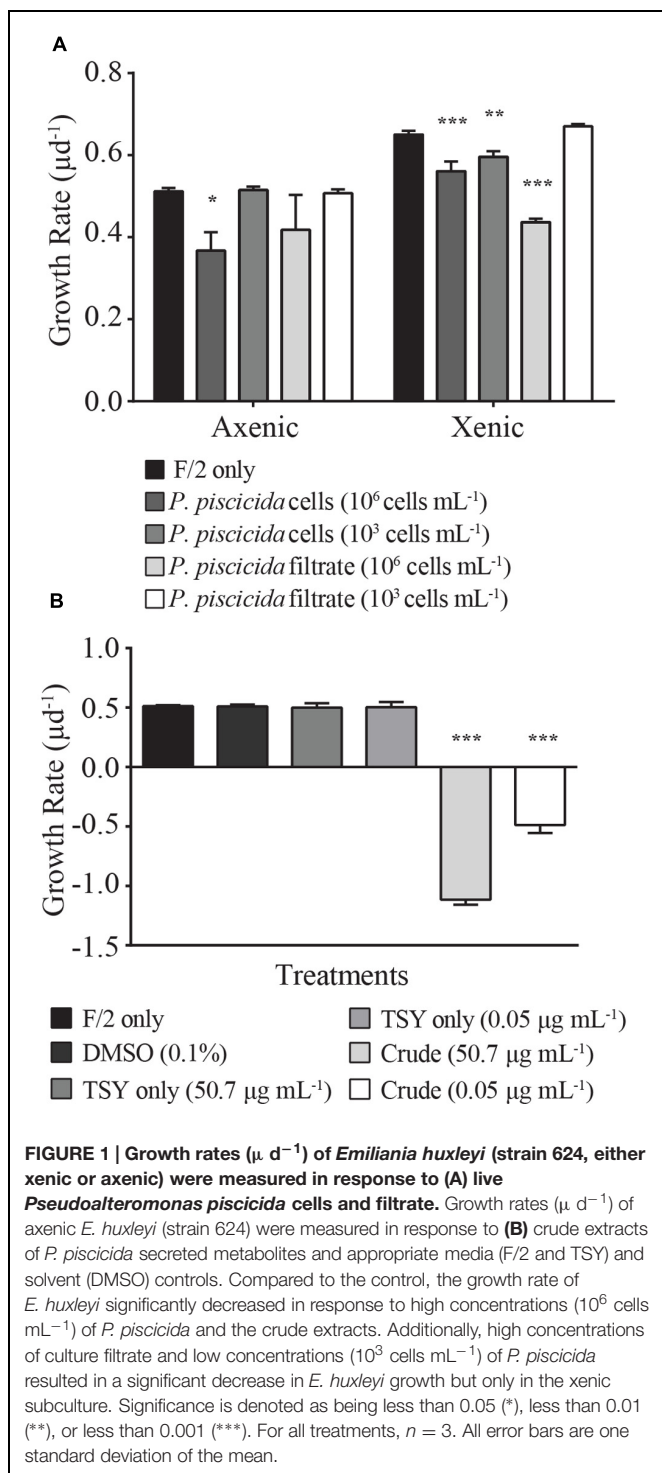 A
0.8
0.6
0.4
0.2
0.0
Growth Rate (μd⁻¹)
*
***
**
***
Axenic
Xenic
F/2 only
P. piscicida cells (10⁶ cells mL⁻¹)
P. piscicida cells (10³ cells mL⁻¹)
P. piscicida filtrate (10⁶ cells mL⁻¹)
P. piscicida filtrate (10³ cells mL⁻¹)
B
1.0
0.5
0.0
-0.5
-1.0
-1.5
Growth Rate (μd⁻¹)
***
***
Treatments
F/2 only
DMSO (0.1%)
TSY only (50.7 μg mL⁻¹)
TSY only (0.05 μg mL⁻¹)
Crude (50.7 μg mL⁻¹)
Crude (0.05 μg mL⁻¹)
FIGURE 1 | Growth rates (μ d⁻¹) of Emiliania huxleyi (strain 624, either
xenic or axenic) were measured in response to (A) live
Pseudoalteromonas piscicida cells and filtrate. Growth rates (μ d⁻¹) of
axenic E. huxleyi (strain 624) were measured in response to (B) crude extracts
of P. piscicida secreted metabolites and appropriate media (F/2 and TSY) and
solvent (DMSO) controls. Compared to the control, the growth rate of
E. huxleyi significantly decreased in response to high concentrations (10⁶ cells
mL⁻¹) of P. piscicida and the crude extracts. Additionally, high concentrations
of culture filtrate and low concentrations (10³ cells mL⁻¹) of P. piscicida
resulted in a significant decrease in E. huxleyi growth but only in the xenic
subculture. Significance is denoted as being less than 0.05 (*), less than 0.01
(**), or less than 0.001 (***). For all treatments, n = 3. All error bars are one
standard deviation of the mean.